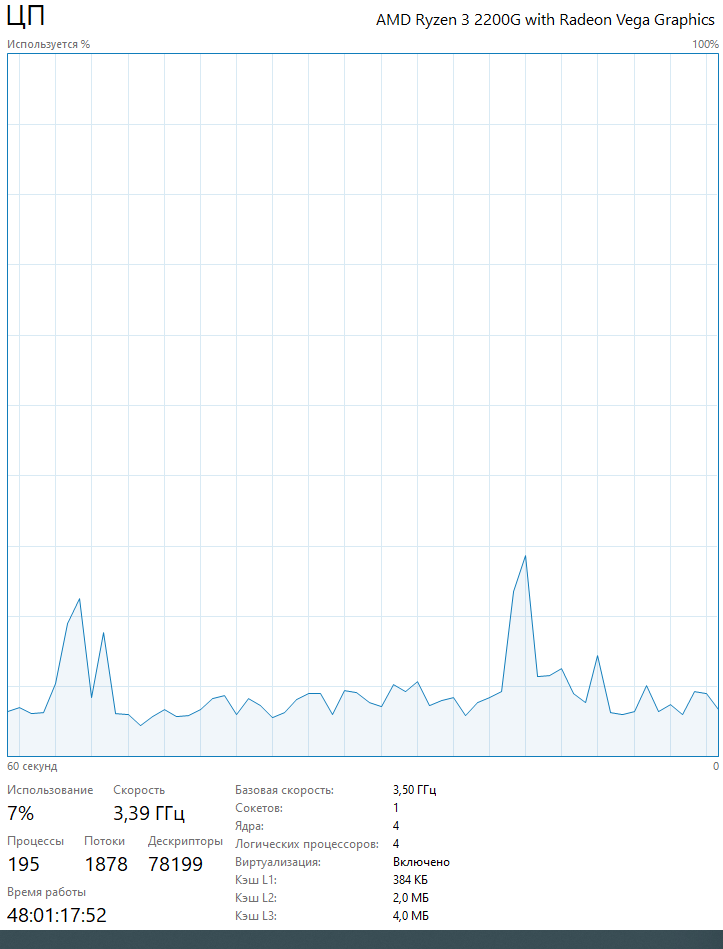 ЦП
AMD Ryzen 3 2200G with Radeon Vega Graphics
Используется %
100%
60 секунд
0
Использование
Скорость
7%
3,39 ГГц
Процессы
Потоки
Дескрипторы
195
1878
78199
Время работы
48:01:17:52
Базовая скорость:
3,50 ГГц
Сокетов:
1
Ядра:
4
Логических процессоров:
4
Виртуализация:
Включено
Кэш L1:
384 КБ
Кэш L2:
2,0 МБ
Кэш L3:
4,0 МБ